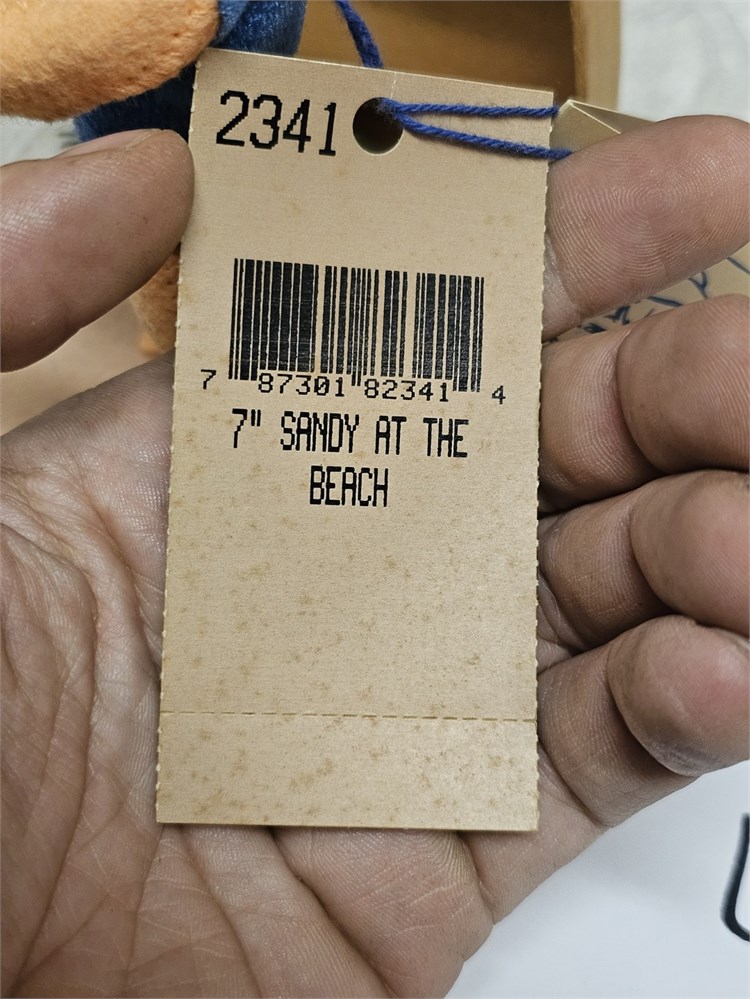 2341
7 87301 82341 4
7" SANDY AT THE
BEACH